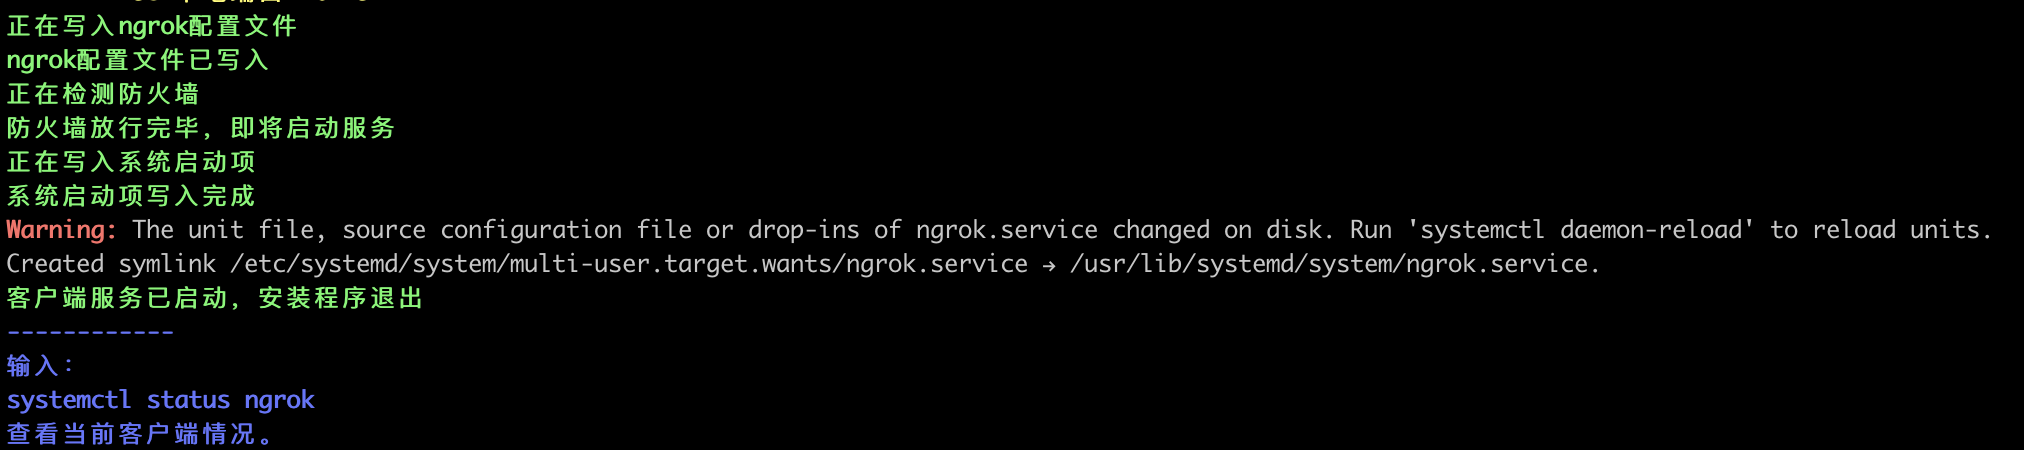 正在写入ngrok配置文件
ngrok配置文件已写入
正在检测防火墙
防火墙放行完毕，即将启动服务
正在写入系统启动项
系统启动项写入完成
Warning: The unit file, source configuration file or drop-ins of ngrok.service changed on disk. Run 'systemctl daemon-reload' to reload units.
Created symlink /etc/systemd/system/multi-user.target.wants/ngrok.service → /usr/lib/systemd/system/ngrok.service.
客户端服务已启动，安装程序退出
------------
输入：
systemctl status ngrok
查看当前客户端情况。